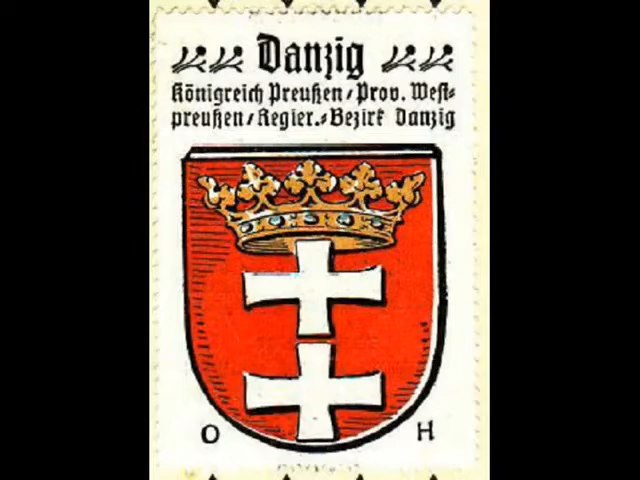 Danzig
Königreich Preußen, Prov. West-
preußen, Regier.-Bezirk Danzig
O H